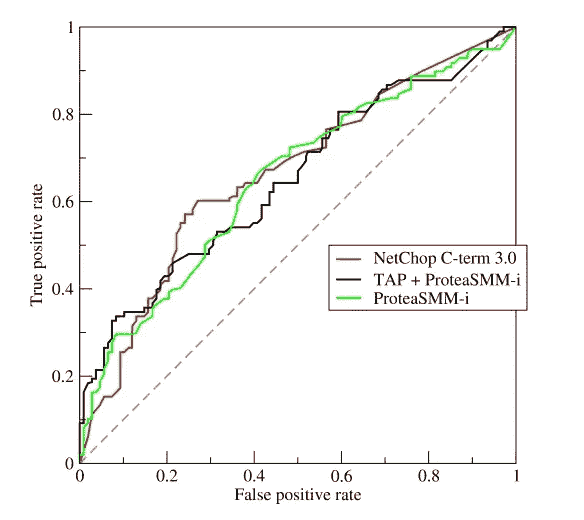 1
0.8
0.6
0.4
0.2
0
True positive rate
NetChop C-term 3.0
TAP + ProteaSMM-i
ProteaSMM-i
0 0.2 0.4 0.6 0.8 1
False positive rate